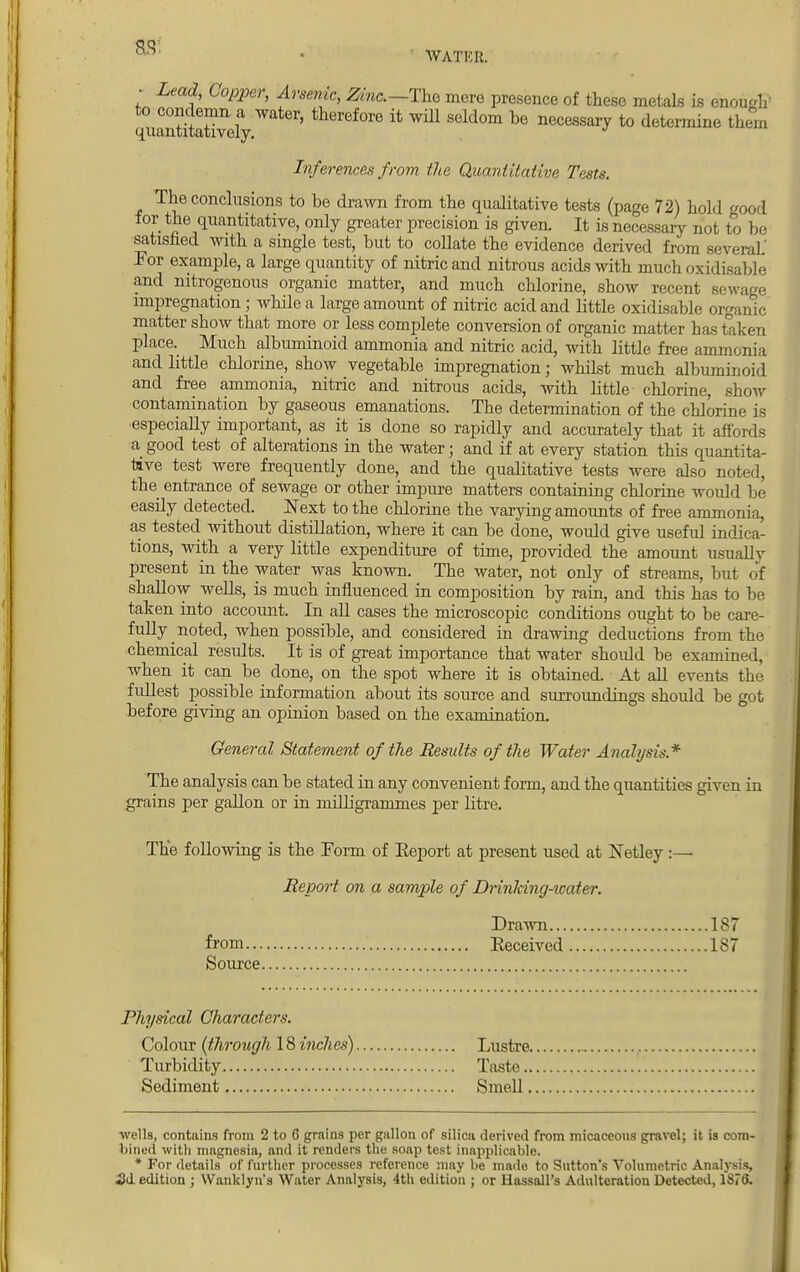 88
WATER.
Lead, Copper, Arsenic, Zinc.—The mere presence of these metals is enough
to condemn a water, therefore it will seldom be necessary to determine them
quantitatively.
Inferences from the Quantitative Tests.
The conclusions to be drawn from the qualitative tests (page 72) hold good
for the quantitative, only greater precision is given. It is necessary not to be
satisfied with a single test, but to collate the evidence derived from several.
For example, a large quantity of nitric and nitrous acids with much oxidisable
and nitrogenous organic matter, and much chlorine, show recent sewage
impregnation; while a large amount of nitric acid and little oxidisable organic
matter show that more or less complete conversion of organic matter has taken
place. Much albuminoid ammonia and nitric acid, with little free ammonia
and little chlorine, show vegetable impregnation; whilst much albuminoid
and free ammonia, nitric and nitrous acids, with little chlorine, show
contamination by gaseous emanations. The determination of the chlorine is
especially important, as it is done so rapidly and accurately that it affords
a good test of alterations in the water; and if at every station this quantita-
tive test were frequently done, and the qualitative tests were also noted,
the entrance of sewage or other impure matters containing chlorine would be
easily detected. Next to the chlorine the varying amounts of free ammonia,
as tested without distillation, where it can be done, would give useful indica-
tions, with a very little expenditure of time, provided the amount usually
present in the water was known. The water, not only of streams, but of
shallow wells, is much influenced in composition by rain, and this has to be
taken into account. In all cases the microscopic conditions ought to be care-
fully noted, when possible, and considered in drawing deductions from the
chemical results. It is of great importance that water should be examined,
when it can be done, on the spot where it is obtained. At all events the
fullest possible information about its source and surroundings should be got
before giving an opinion based on the examination.
General Statement of the Results of the Water Analysis.*
The analysis can be stated in any convenient form, and the quantities given in
grains per gallon or in milligrammes per litre.
The following is the Form of Report at present used at Netley:—
Report on a sample of Drinking-water.
Drawn..........................187
from................................ Received........................187
Source..............................................................
Physical Characters.
Colour (through 18 inches)................ Lustre................................
Turbidity................................ Taste................................
Sediment................................ Smell................................
wells, contains from 2 to 6 grains per gallon of silica derived from micaceous gravel; it is com-
bined with magnesia, and it renders the soap test inapplicable.
* For details of further processes reference may be made to Sutton's Volumetric Analysis,
3d edition; Wanklyn's Water Analysis, 4th edition; or Hassall's Adulteration Detected, 1876.